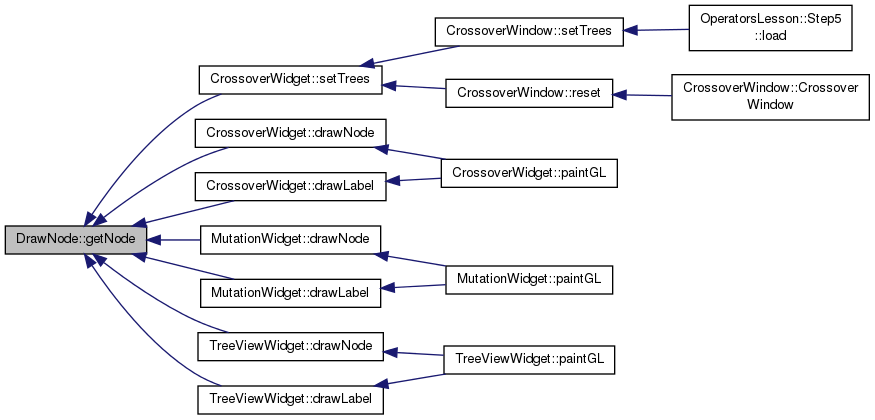 DrawNode::getNode
CrossoverWidget::setTrees
CrossoverWindow::setTrees
OperatorsLesson::Step5
::load
CrossoverWindow::reset
CrossoverWindow::Crossover
Window
CrossoverWidget::drawNode
CrossoverWidget::paintGL
CrossoverWidget::drawLabel
MutationWidget::drawNode
MutationWidget::paintGL
MutationWidget::drawLabel
TreeViewWidget::drawNode
TreeViewWidget::paintGL
TreeViewWidget::drawLabel